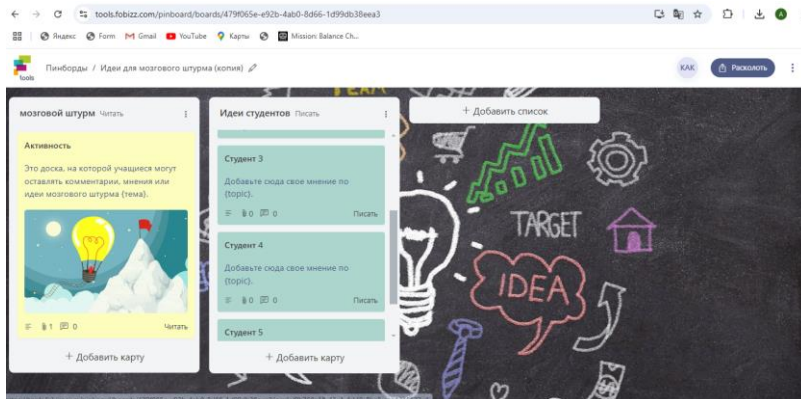 tools.fobizz.com/pinboard/boards/479f065e-e92b-4ab0-8d66-1d99db38eea3
Яндекс Form Gmail YouTube Карты Mission: Balance Ch...
tools
Пинборды / Идеи для мозгового штурма (копия)
КАК
Расколоть
мозговой штурм Читать
Активность
Это доска, на которой учащиеся могут
оставлять комментарии, мнения или
идеи мозгового штурма {тема}.
1 0 Читать
+ Добавить карту
Идеи студентов Писать
Студент 3
Добавьте сюда свое мнение по
{topic}.
0 0 Писать
Студент 4
Добавьте сюда свое мнение по
{topic}.
0 0 Писать
Студент 5
+ Добавить карту
+ Добавить список
TEAM
TARGET
IDEA